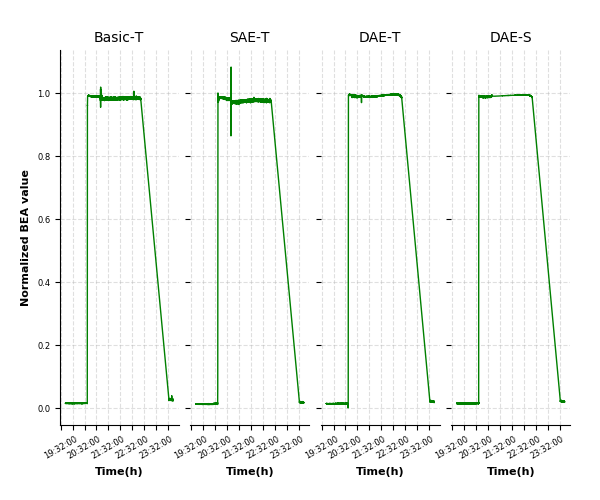 Basic-T SAE-T DAE-T DAE-S
Normalized BEA value
1.0
0.8
0.6
0.4
0.2
0.0
19:32:00 20:32:00 21:32:00 22:32:00 23:32:00 19:32:00 20:32:00 21:32:00 22:32:00 23:32:00 19:32:00 20:32:00 21:32:00 22:32:00 23:32:00 19:32:00 20:32:00 21:32:00 22:32:00 23:32:00
Time(h) Time(h) Time(h) Time(h)